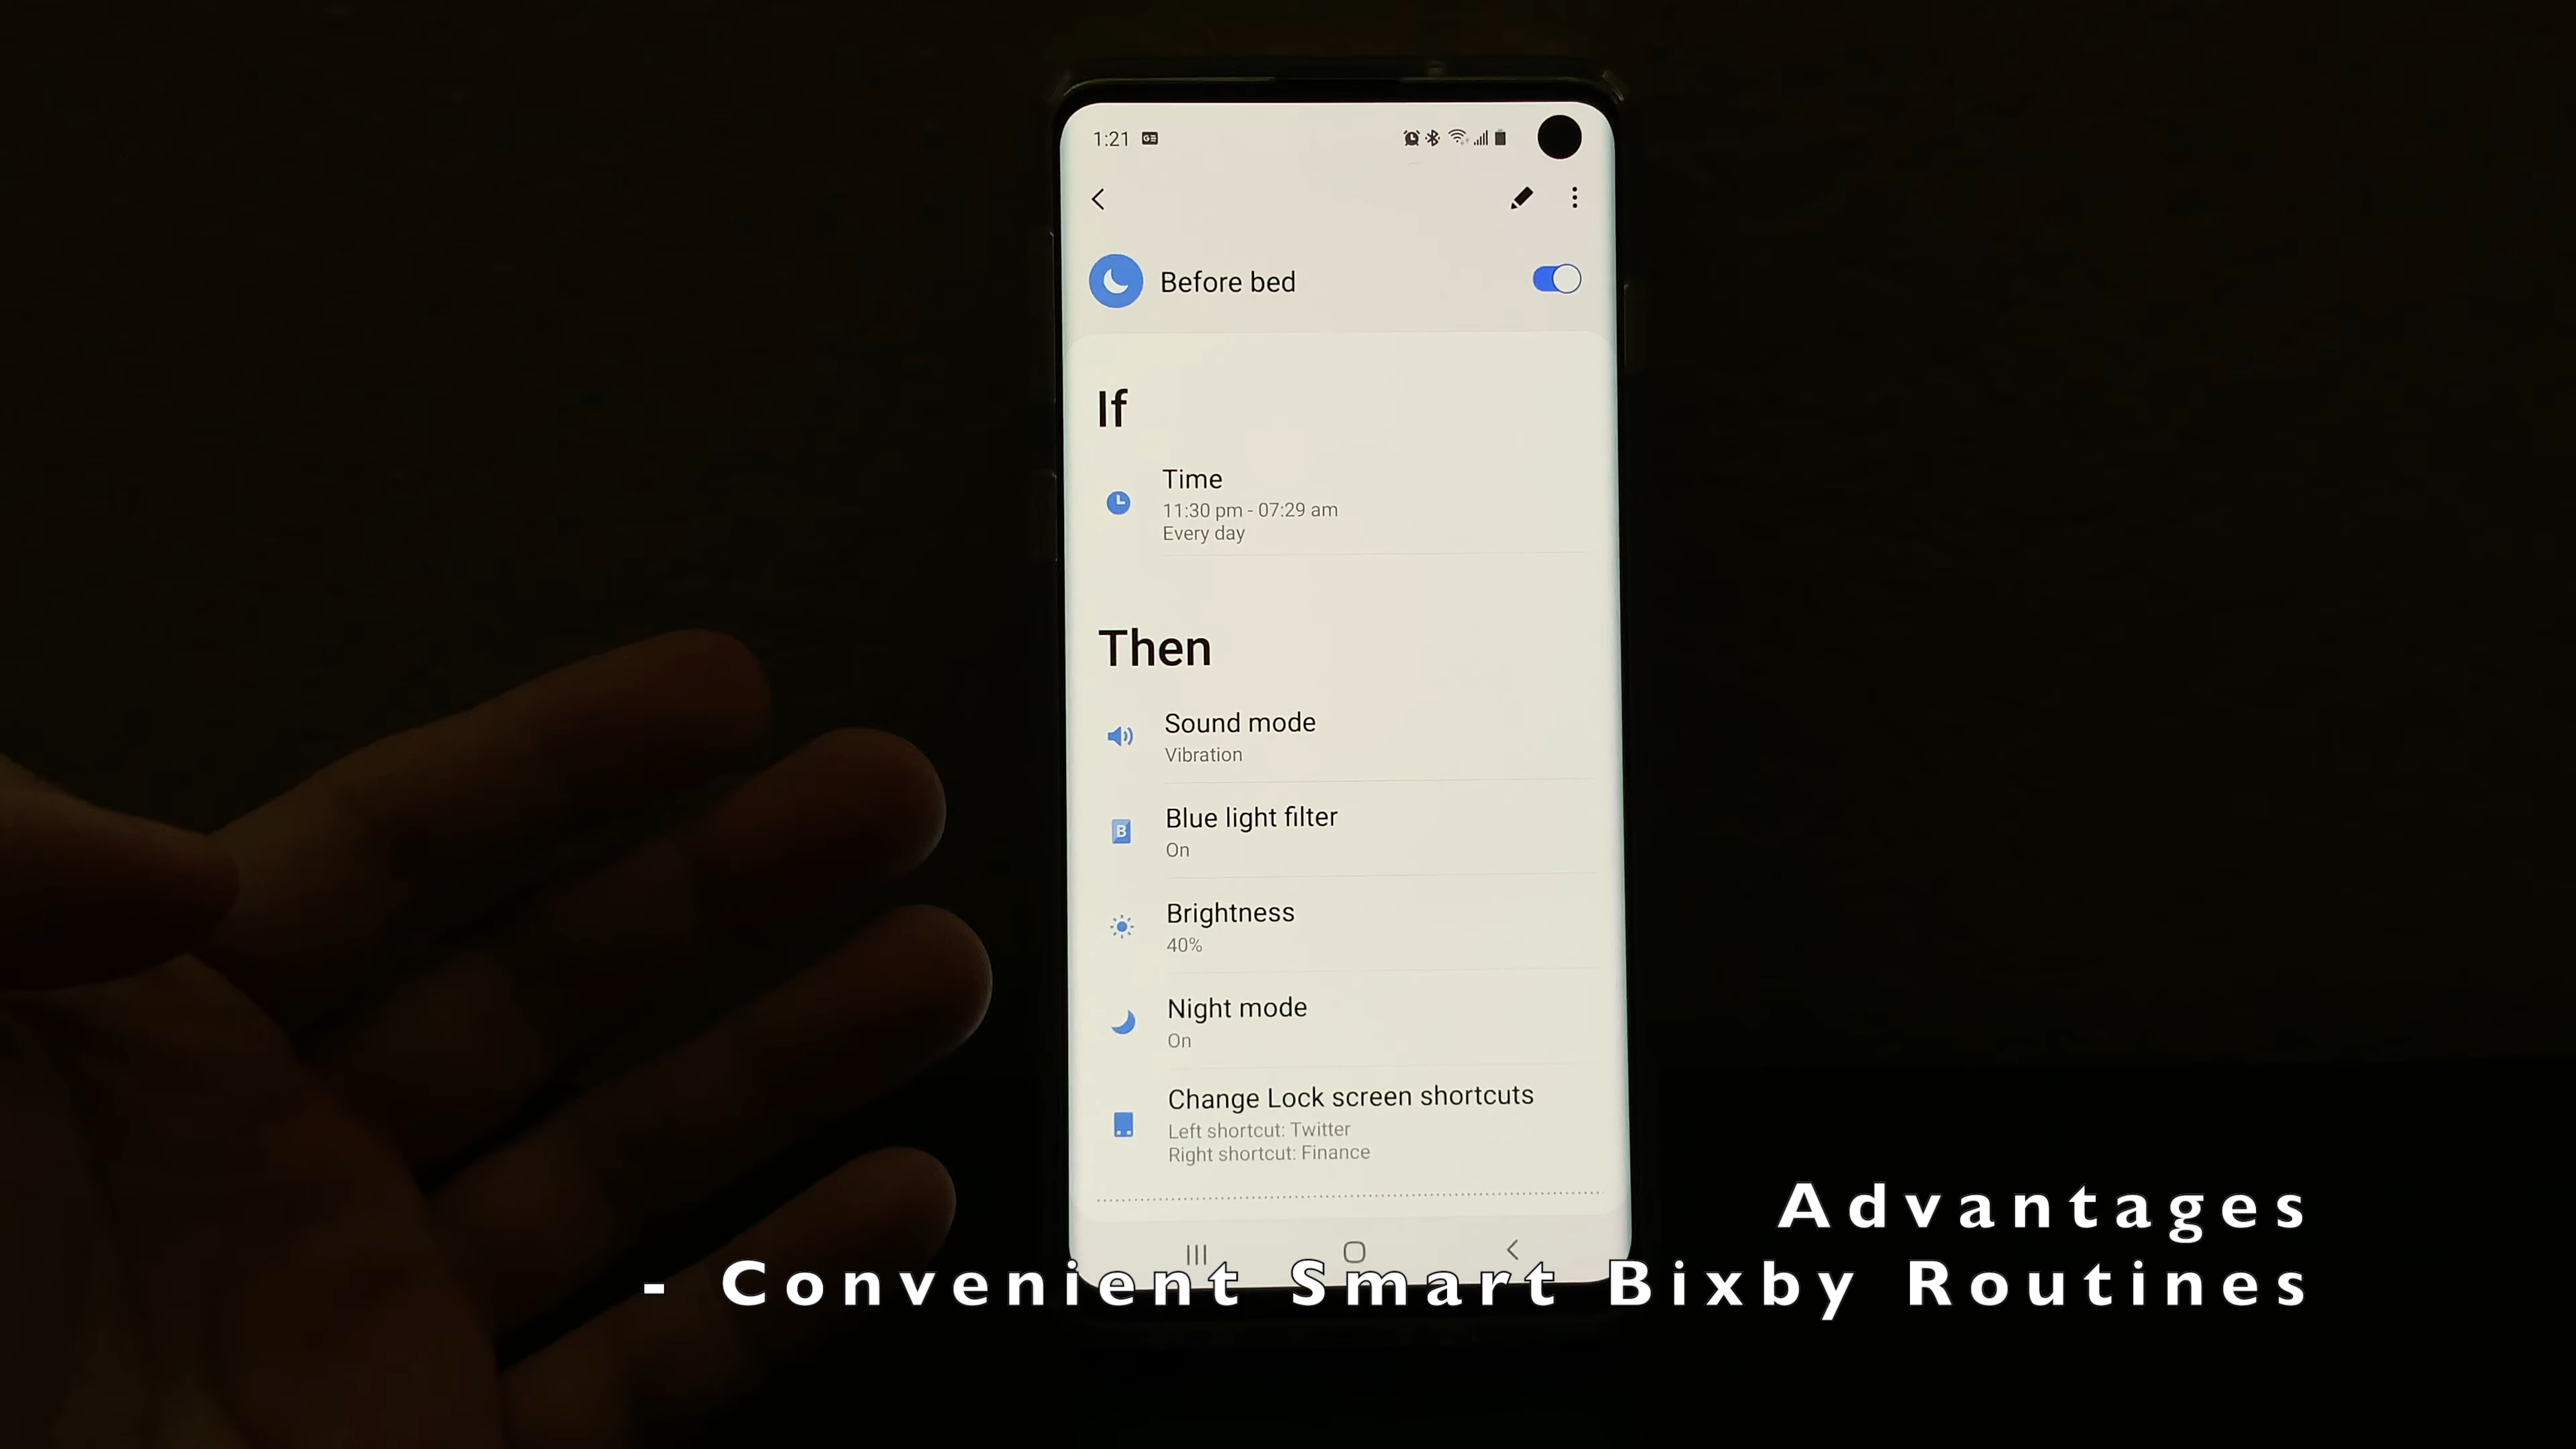 1:21
Before bed
If
Time
11:30 pm - 07:29 am
Every day
Then
Sound mode
Vibration
B
Blue light filter
On
Brightness
40%
Night mode
On
Change Lock screen shortcuts
Left shortcut: Twitter
Right shortcut: Finance
Advantages
- Convenient Smart Bixby Routines